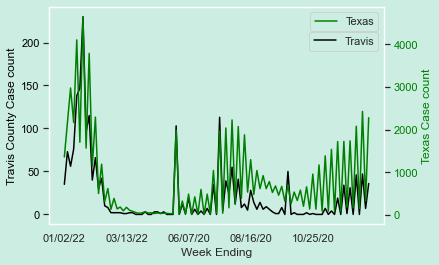 Texas
Travis
Travis County Case count
200
150
100
50
0
Texas Case count
4000
3000
2000
1000
0
01/02/22 03/13/22 06/07/20 08/16/20 10/25/20
Week Ending